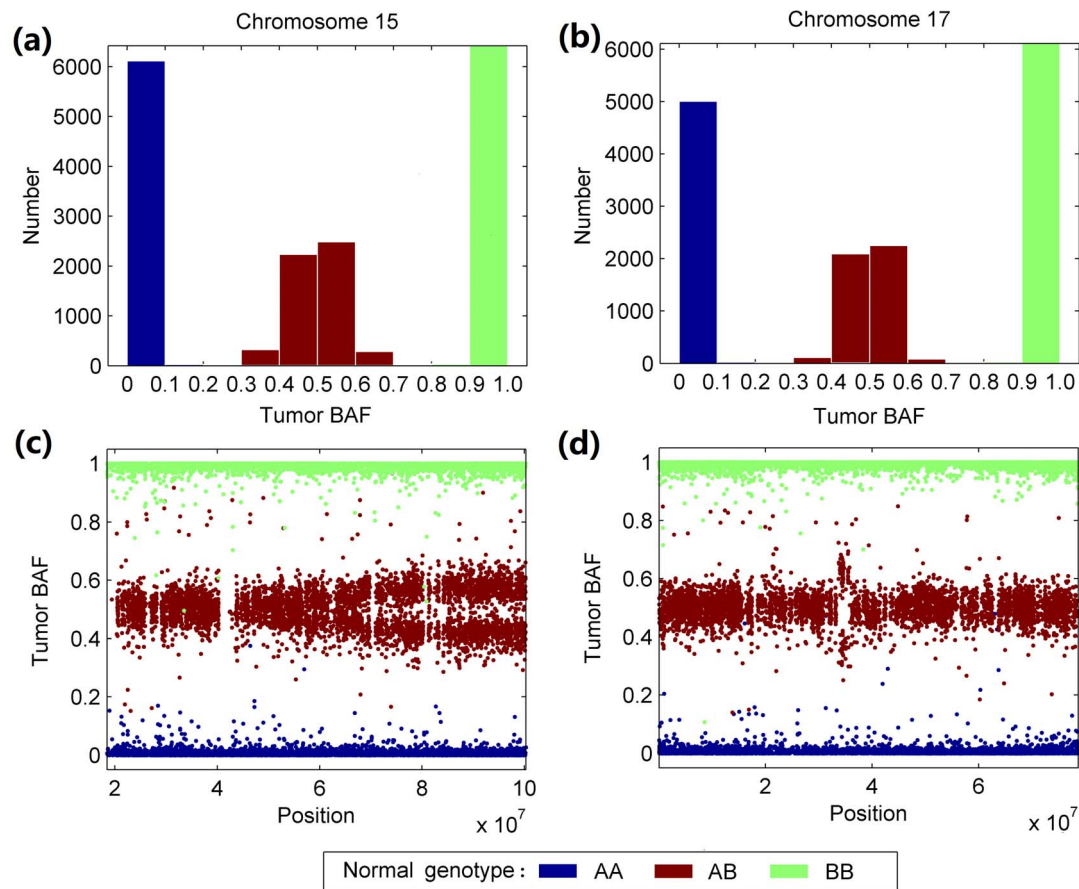 (a)
Chromosome 15
Number
6000
5000
4000
3000
2000
1000
0
0 0.1 0.2 0.3 0.4 0.5 0.6 0.7 0.8 0.9 1.0
Tumor BAF
(b)
Chromosome 17
Number
6000
5000
4000
3000
2000
1000
0
0 0.1 0.2 0.3 0.4 0.5 0.6 0.7 0.8 0.9 1.0
Tumor BAF
(c)
Tumor BAF
1
0.8
0.6
0.4
0.2
0
2 4 6 8 10
Position
x 10^7
(d)
Tumor BAF
1
0.8
0.6
0.4
0.2
0
2 4 6
Position
x 10^7
Normal genotype: AA AB BB